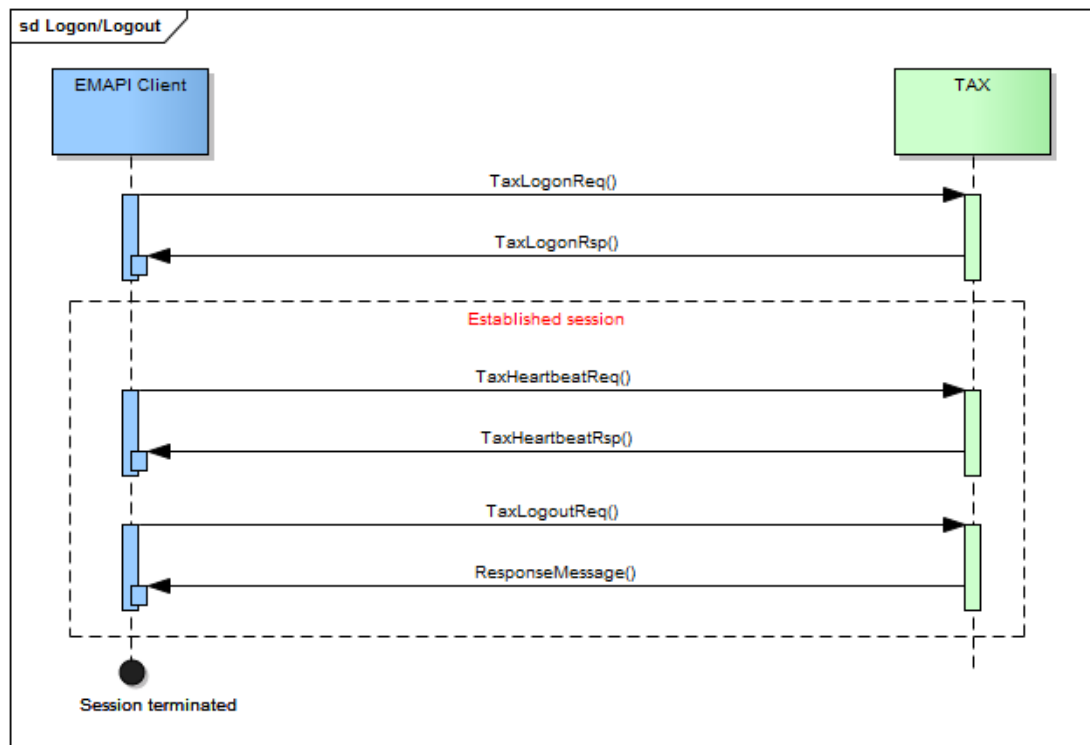 sd Logon/Logout
EMAPI Client
TAX
TaxLogonReq()
TaxLogonRsp()
Established session
TaxHeartbeatReq()
TaxHeartbeatRsp()
TaxLogoutReq()
ResponseMessage()
Session terminated